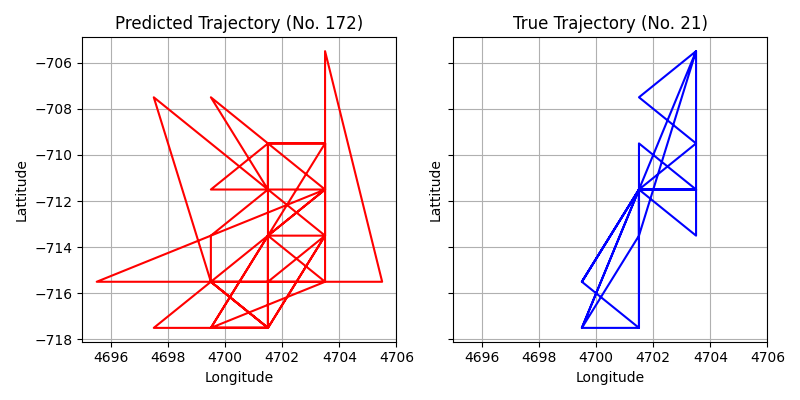 Predicted Trajectory (No. 172)
True Trajectory (No. 21)
−706
−708
−710
−712
−714
−716
−718
Lattitude
Lattitude
4696 4698 4700 4702 4704 4706
4696 4698 4700 4702 4704 4706
Longitude
Longitude